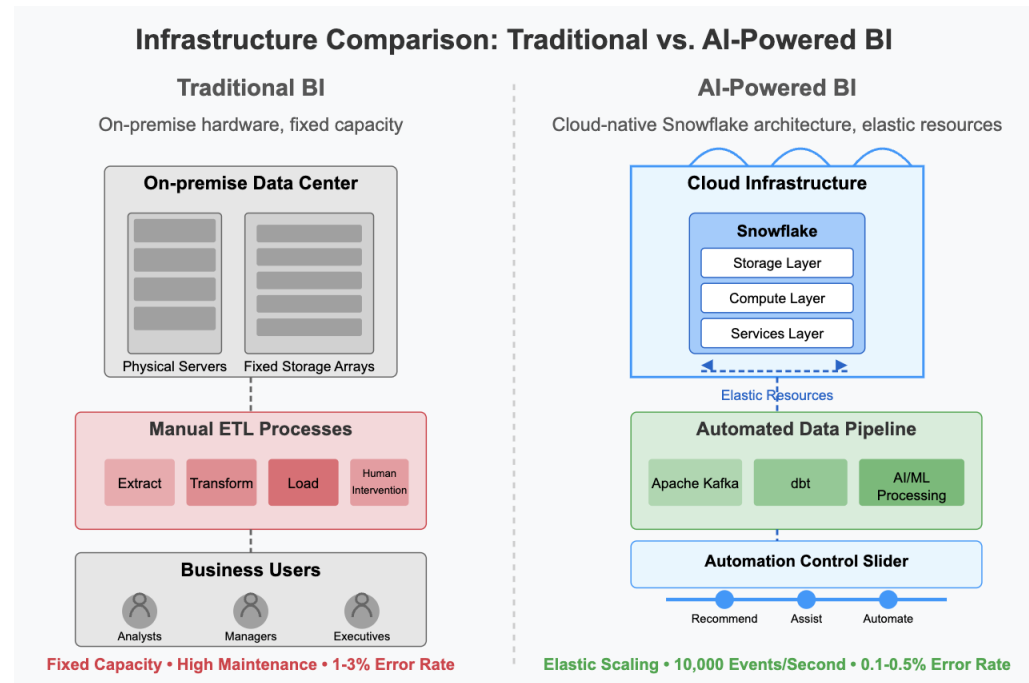 Infrastructure Comparison: Traditional vs. AI-Powered BI
Traditional BI
On-premise hardware, fixed capacity
On-premise Data Center
Physical Servers
Fixed Storage Arrays
Manual ETL Processes
Extract
Transform
Load
Human
Intervention
Business Users
Analysts
Managers
Executives
Fixed Capacity • High Maintenance • 1-3% Error Rate
AI-Powered BI
Cloud-native Snowflake architecture, elastic resources
Cloud Infrastructure
Snowflake
Storage Layer
Compute Layer
Services Layer
Elastic Resources
Automated Data Pipeline
Apache Kafka
dbt
AI/ML
Processing
Automation Control Slider
Recommend
Assist
Automate
Elastic Scaling • 10,000 Events/Second • 0.1-0.5% Error Rate